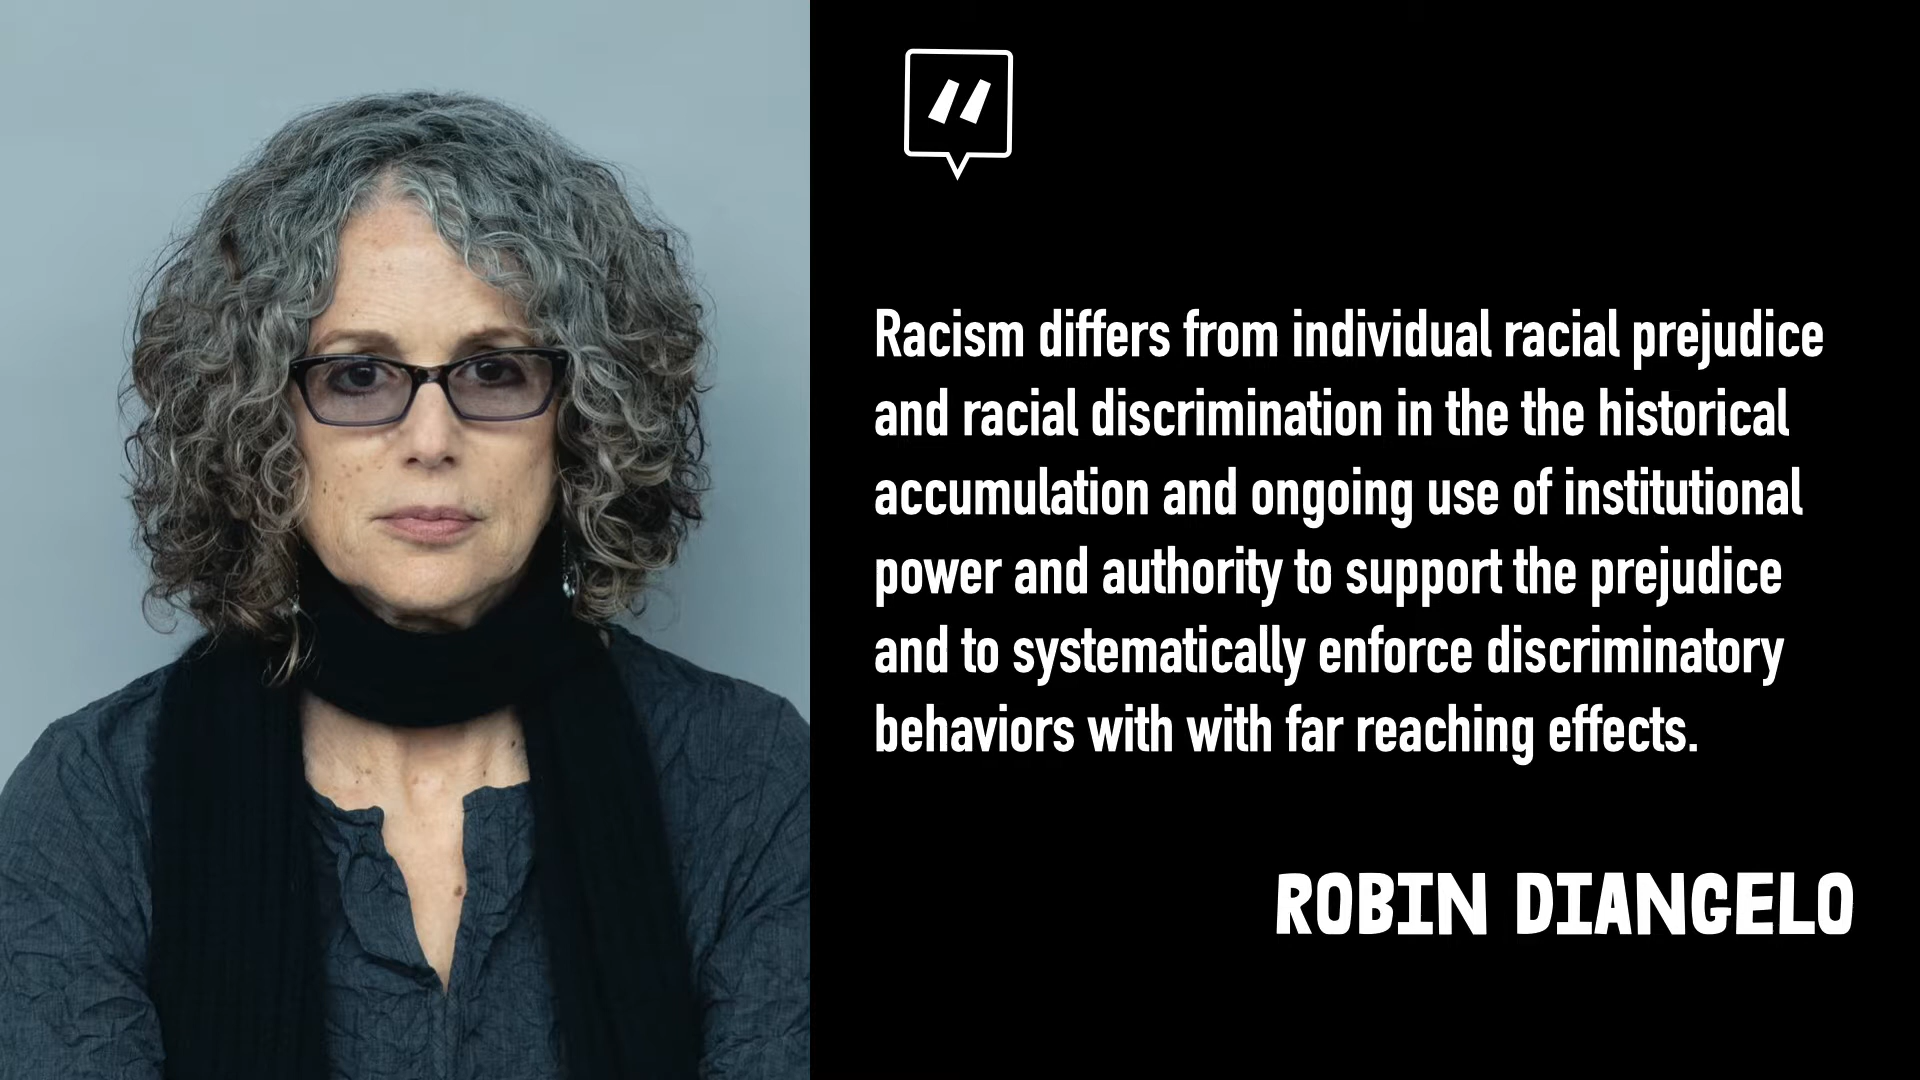 Racism differs from individual racial prejudice
and racial discrimination in the the historical
accumulation and ongoing use of institutional
power and authority to support the prejudice
and to systematically enforce discriminatory
behaviors with with far reaching effects.
ROBIN DIANGELO